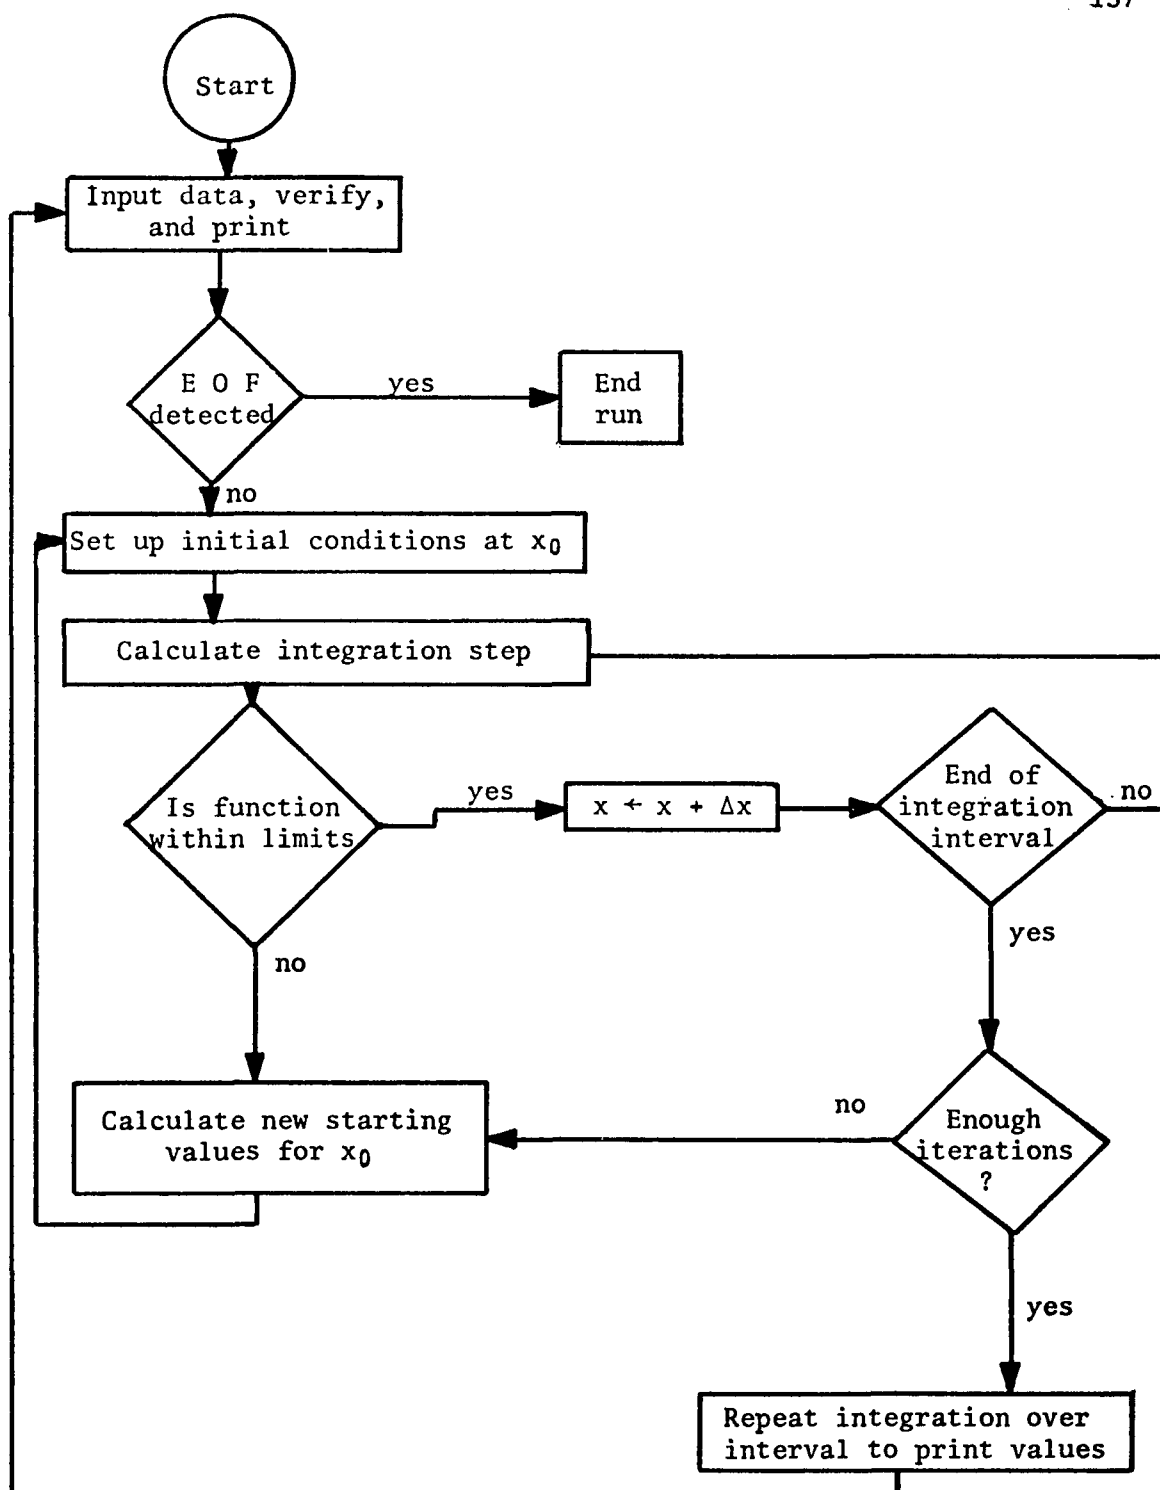 Start
Input data, verify,
and print
E O F
detected
yes
End
run
no
Set up initial conditions at x₀
Calculate integration step
Is function
within limits
yes
x ← x + Δx
End of
integration
interval
no
yes
no
Calculate new starting
values for x₀
no
Enough
iterations
?
yes
Repeat integration over
interval to print values